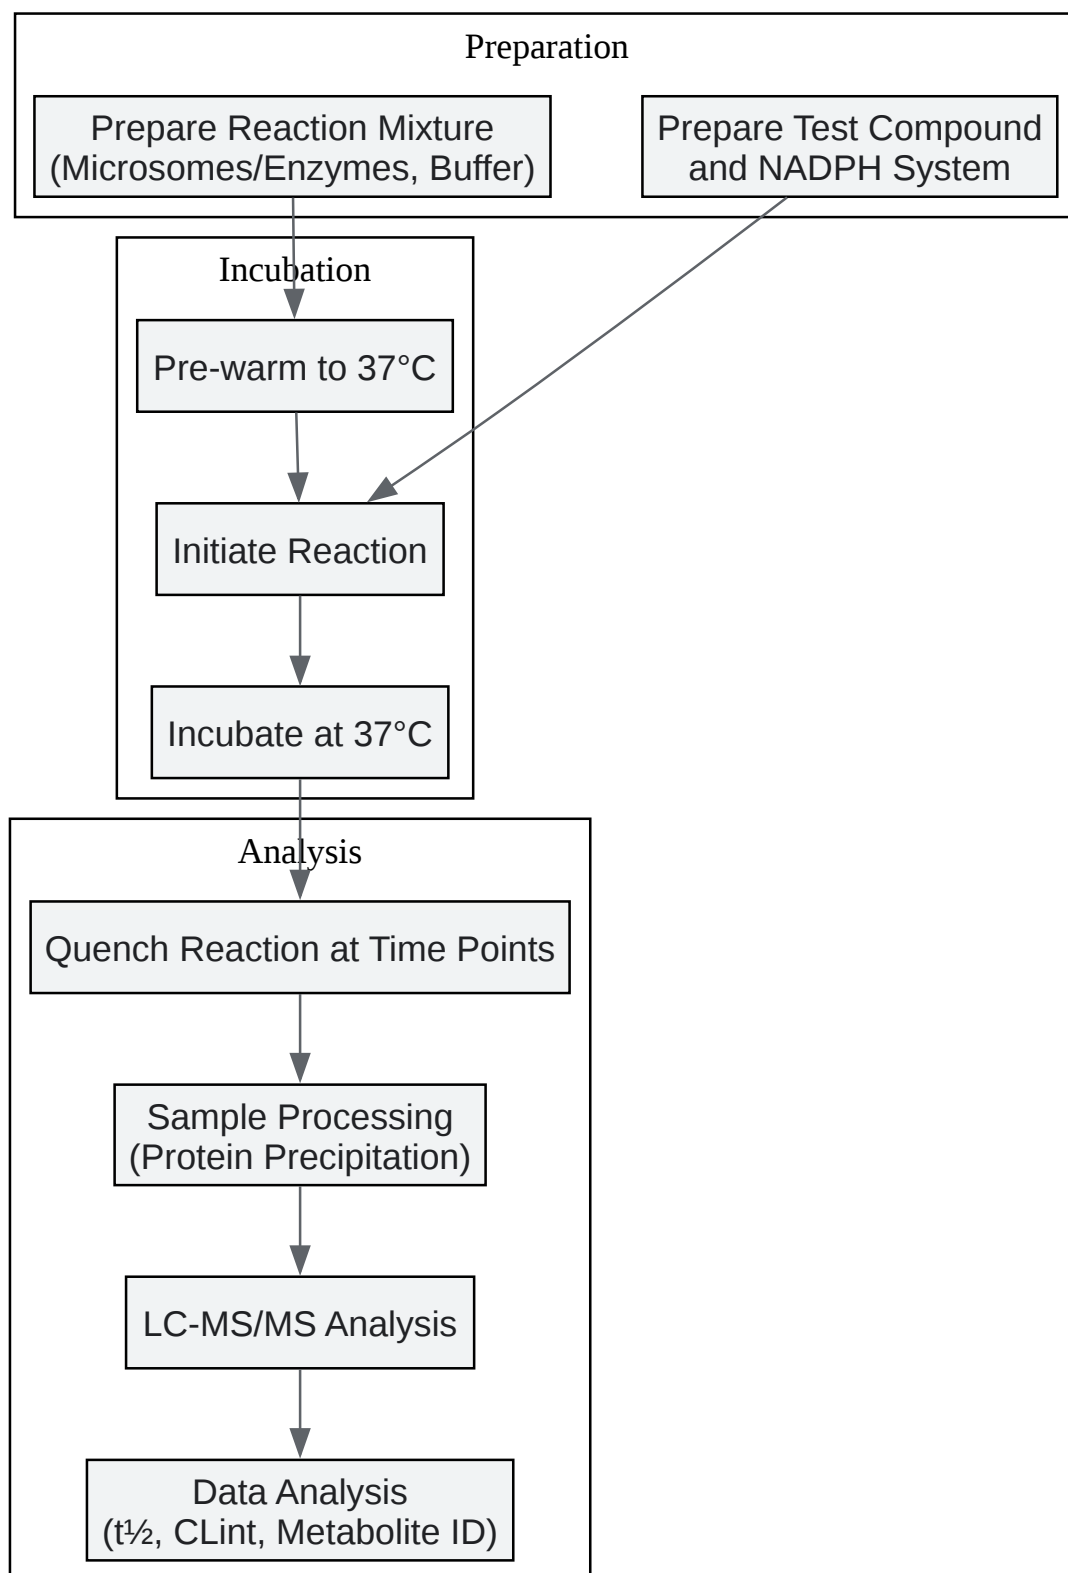 Preparation
Prepare Reaction Mixture
(Microsomes/Enzymes, Buffer)
Prepare Test Compound
and NADPH System
Incubation
Pre-warm to 37°C
Initiate Reaction
Incubate at 37°C
Analysis
Quench Reaction at Time Points
Sample Processing
(Protein Precipitation)
LC-MS/MS Analysis
Data Analysis
(t½, CLint, Metabolite ID)